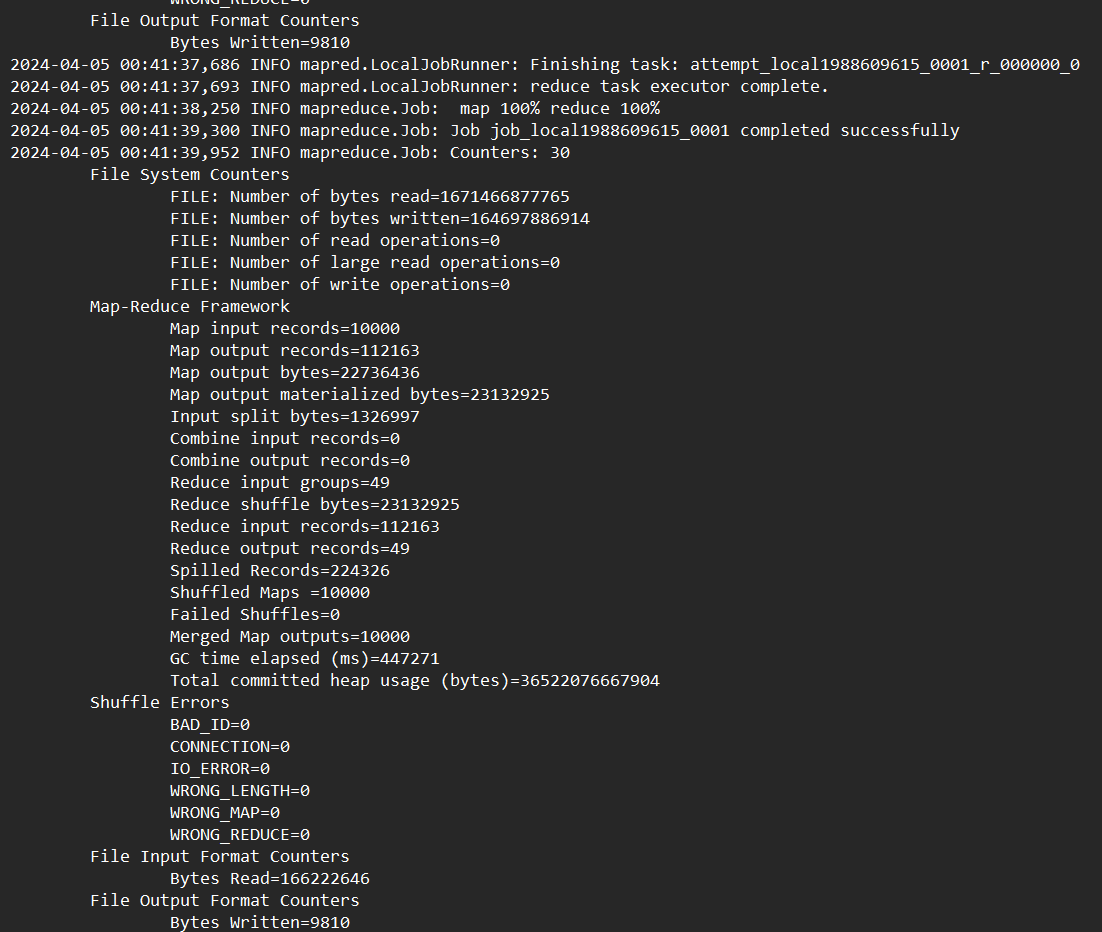 WRONG_REDUCE=0
File Output Format Counters
Bytes Written=9810
2024-04-05 00:41:37,686 INFO mapred.LocalJobRunner: Finishing task: attempt_local1988609615_0001_r_000000_0
2024-04-05 00:41:37,693 INFO mapred.LocalJobRunner: reduce task executor complete.
2024-04-05 00:41:38,250 INFO mapreduce.Job:  map 100% reduce 100%
2024-04-05 00:41:39,300 INFO mapreduce.Job: Job job_local1988609615_0001 completed successfully
2024-04-05 00:41:39,952 INFO mapreduce.Job: Counters: 30
File System Counters
FILE: Number of bytes read=1671466877765
FILE: Number of bytes written=164697886914
FILE: Number of read operations=0
FILE: Number of large read operations=0
FILE: Number of write operations=0
Map-Reduce Framework
Map input records=10000
Map output records=112163
Map output bytes=22736436
Map output materialized bytes=23132925
Input split bytes=1326997
Combine input records=0
Combine output records=0
Reduce input groups=49
Reduce shuffle bytes=23132925
Reduce input records=112163
Reduce output records=49
Spilled Records=224326
Shuffled Maps =10000
Failed Shuffles=0
Merged Map outputs=10000
GC time elapsed (ms)=447271
Total committed heap usage (bytes)=36522076667904
Shuffle Errors
BAD_ID=0
CONNECTION=0
IO_ERROR=0
WRONG_LENGTH=0
WRONG_MAP=0
WRONG_REDUCE=0
File Input Format Counters
Bytes Read=166222646
File Output Format Counters
Bytes Written=9810